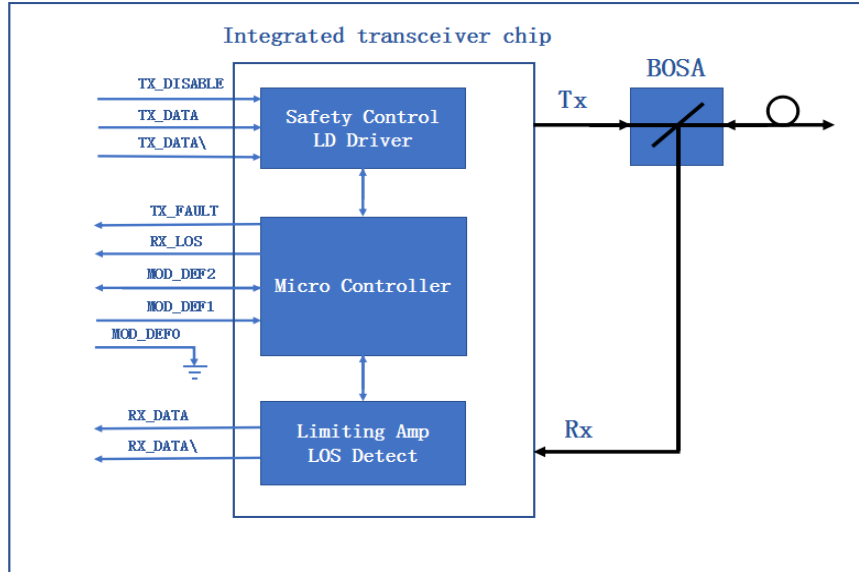 Integrated transceiver chip
BOSA
TX_DISABLE
TX_DATA
TX_DATA\
Safety Control
LD Driver
Tx
TX_FAULT
RX_LOS
MOD_DEF2
MOD_DEF1
MOD_DEF0
Micro Controller
RX_DATA
RX_DATA\
Limiting Amp
LOS Detect
Rx